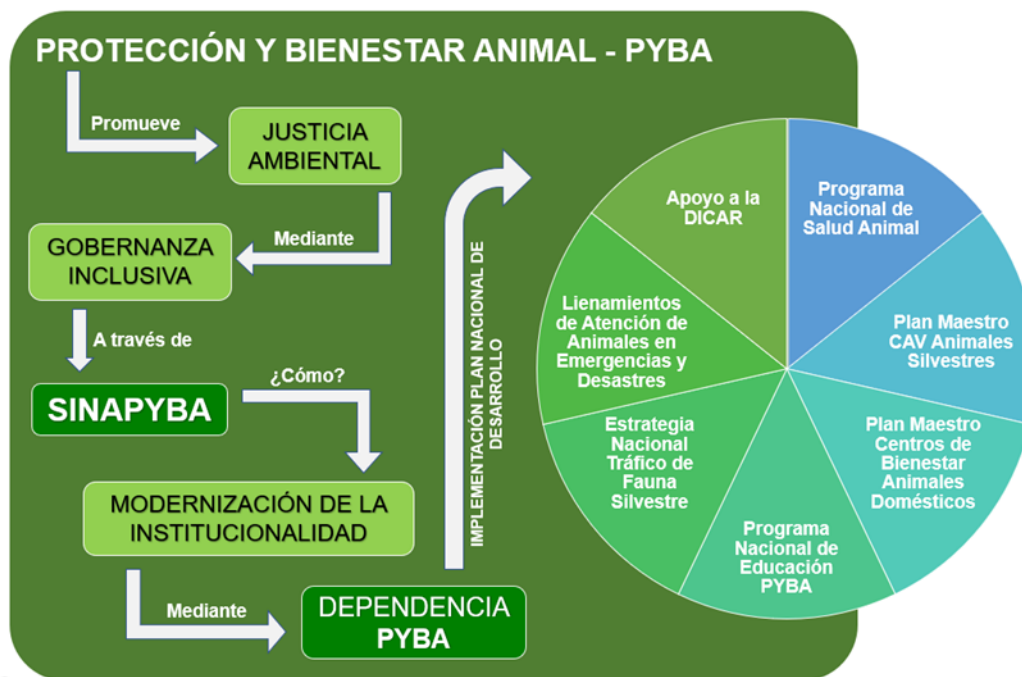 PROTECCIÓN Y BIENESTAR ANIMAL - PYBA
Promueve
JUSTICIA
AMBIENTAL
Mediante
GOBERNANZA
INCLUSIVA
A través de
SINAPYBA
¿Cómo?
MODERNIZACIÓN DE LA
INSTITUCIONALIDAD
Mediante
DEPENDENCIA
PYBA
IMPLEMENTACIÓN PLAN NACIONAL DE
DESARROLLO
Programa
Nacional de
Salud Animal
Plan Maestro
CAV Animales
Silvestres
Plan Maestro
Centros de
Bienestar
Animales
Domésticos
Programa
Nacional de
Educación
PYBA
Estrategia
Nacional
Tráfico de
Fauna
Silvestre
Lienamientos
de Atención de
Animales en
Emergencias y
Desastres
Apoyo a la
DICAR